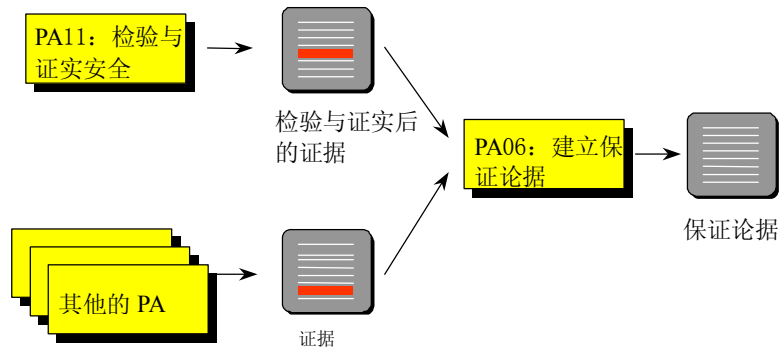 PA11：检验与
证实安全
检验与证实后
的证据
PA06：建立保
证论据
保证论据
其他的 PA
证据